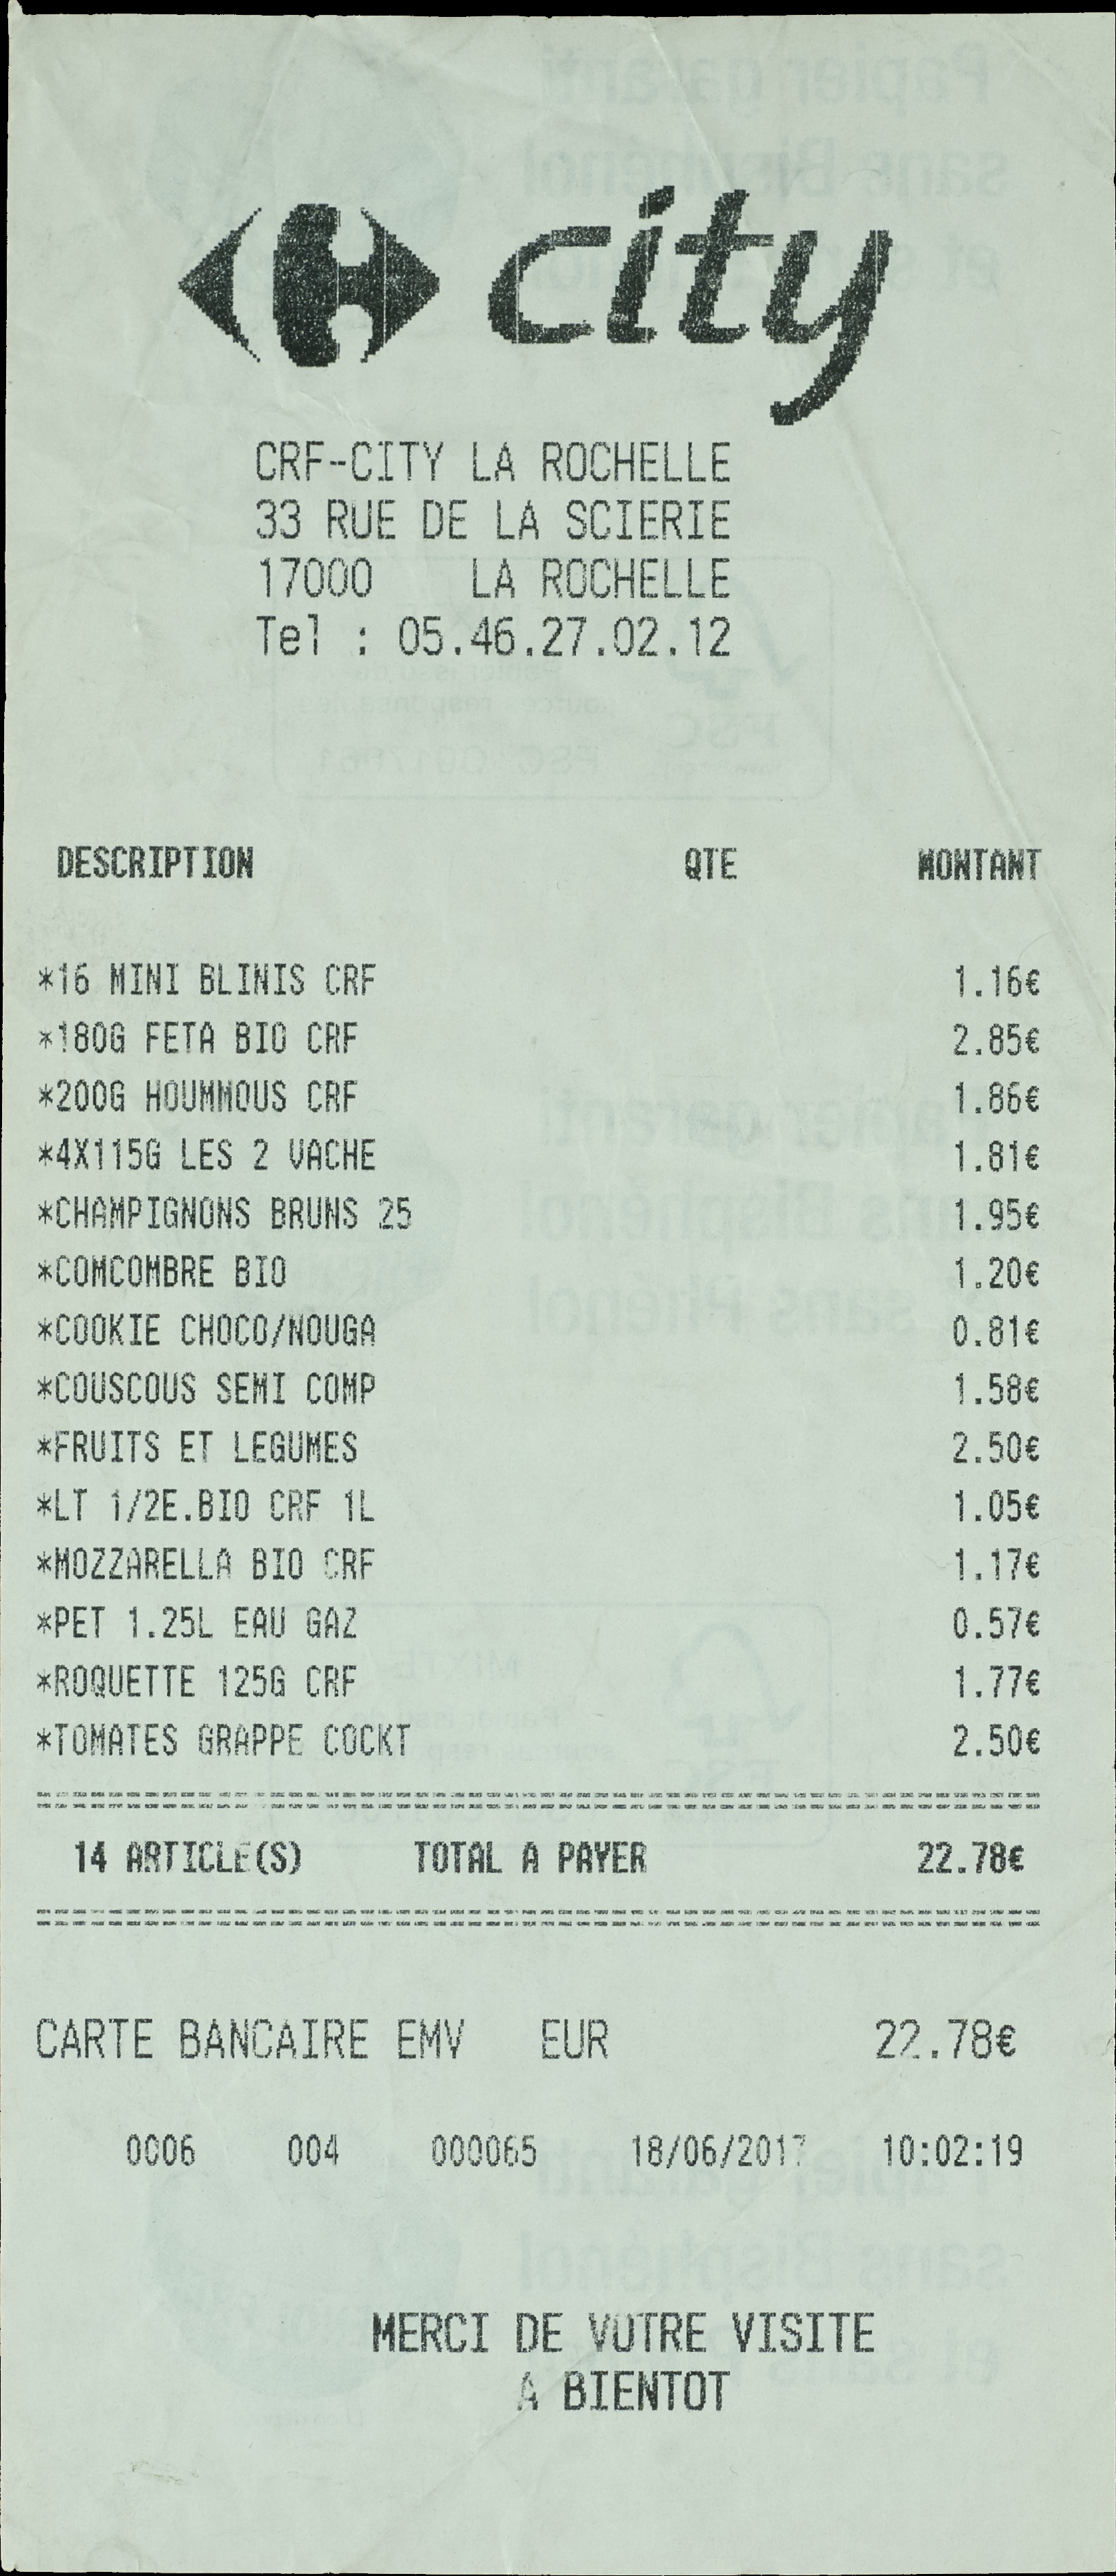 city
CRF-CITY LA ROCHELLE
33 RUE DE LA SCIERIE
17000 LA ROCHELLE
Tel : 05.46.27.02.12
DESCRIPTION QTE MONTANT
*16 MINI BLINIS CRF 1.16€
*180G FETA BIO CRF 2.85€
*200G HOUMMOUS CRF 1.86€
*4X115G LES 2 VACHE 1.81€
*CHAMPIGNONS BRUNS 25 1.95€
*COMCOMBRE BIO 1.20€
*COOKIE CHOCO/NOUGA 0.81€
*COUSCOUS SEMI COMP 1.58€
*FRUITS ET LEGUMES 2.50€
*LT 1/2E.BIO CRF 1L 1.05€
*MOZZARELLA BIO CRF 1.17€
*PET 1.25L EAU GAZ 0.57€
*ROQUETTE 125G CRF 1.77€
*TOMATES GRAPPE COCKT 2.50€
14 ARTICLE(S) TOTAL A PAYER 22.78€
CARTE BANCAIRE EMV EUR 22.78€
0006 004 000065 18/06/2017 10:02:19
MERCI DE VOTRE VISITE
A BIENTOT